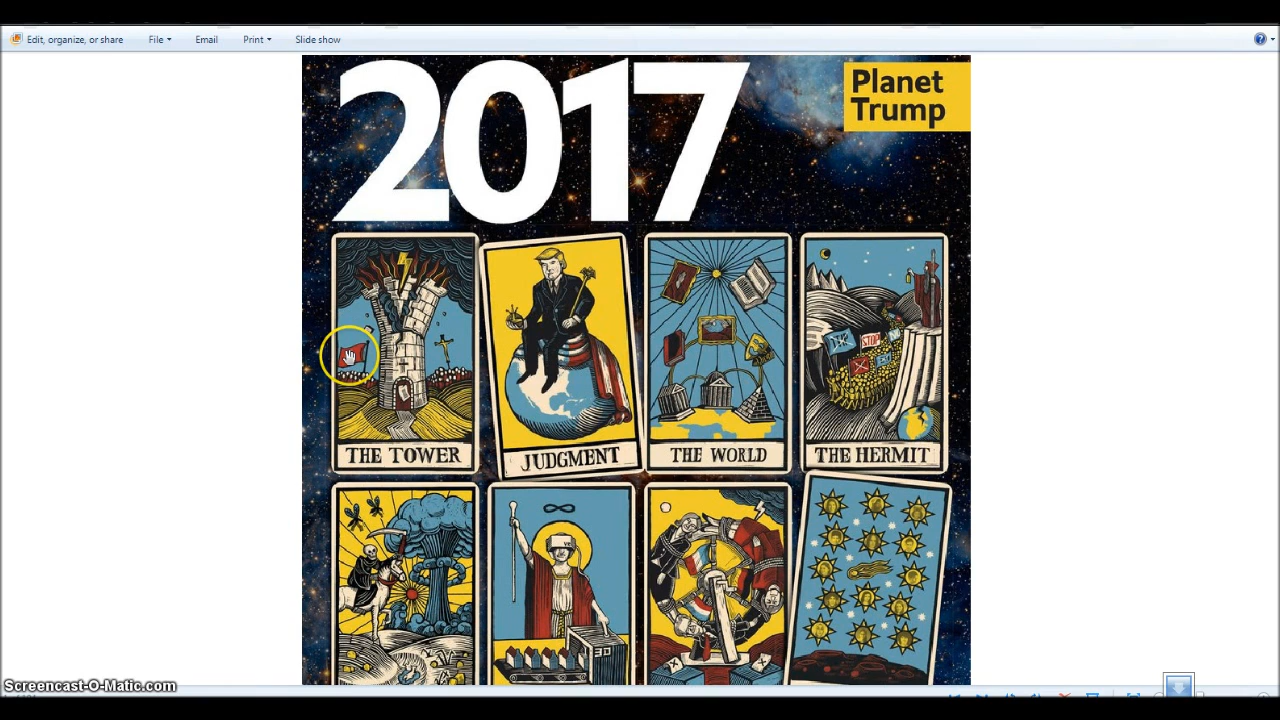 Edit, organize, or share File Email Print Slide show
2017
Planet
Trump
STOP
THE TOWER
JUDGMENT
THE WORLD
THE HERMIT
3D
Screencast-O-Matic.com